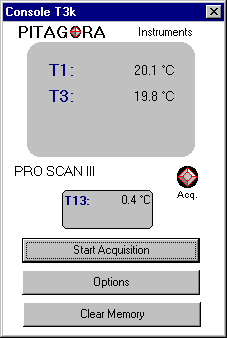 Console T3k
PITAGORA Instruments
T1: 20.1 °C
T3: 19.8 °C
PRO SCAN III
Acq.
T13: 0.4 °C
Start Acquisition
Options
Clear Memory